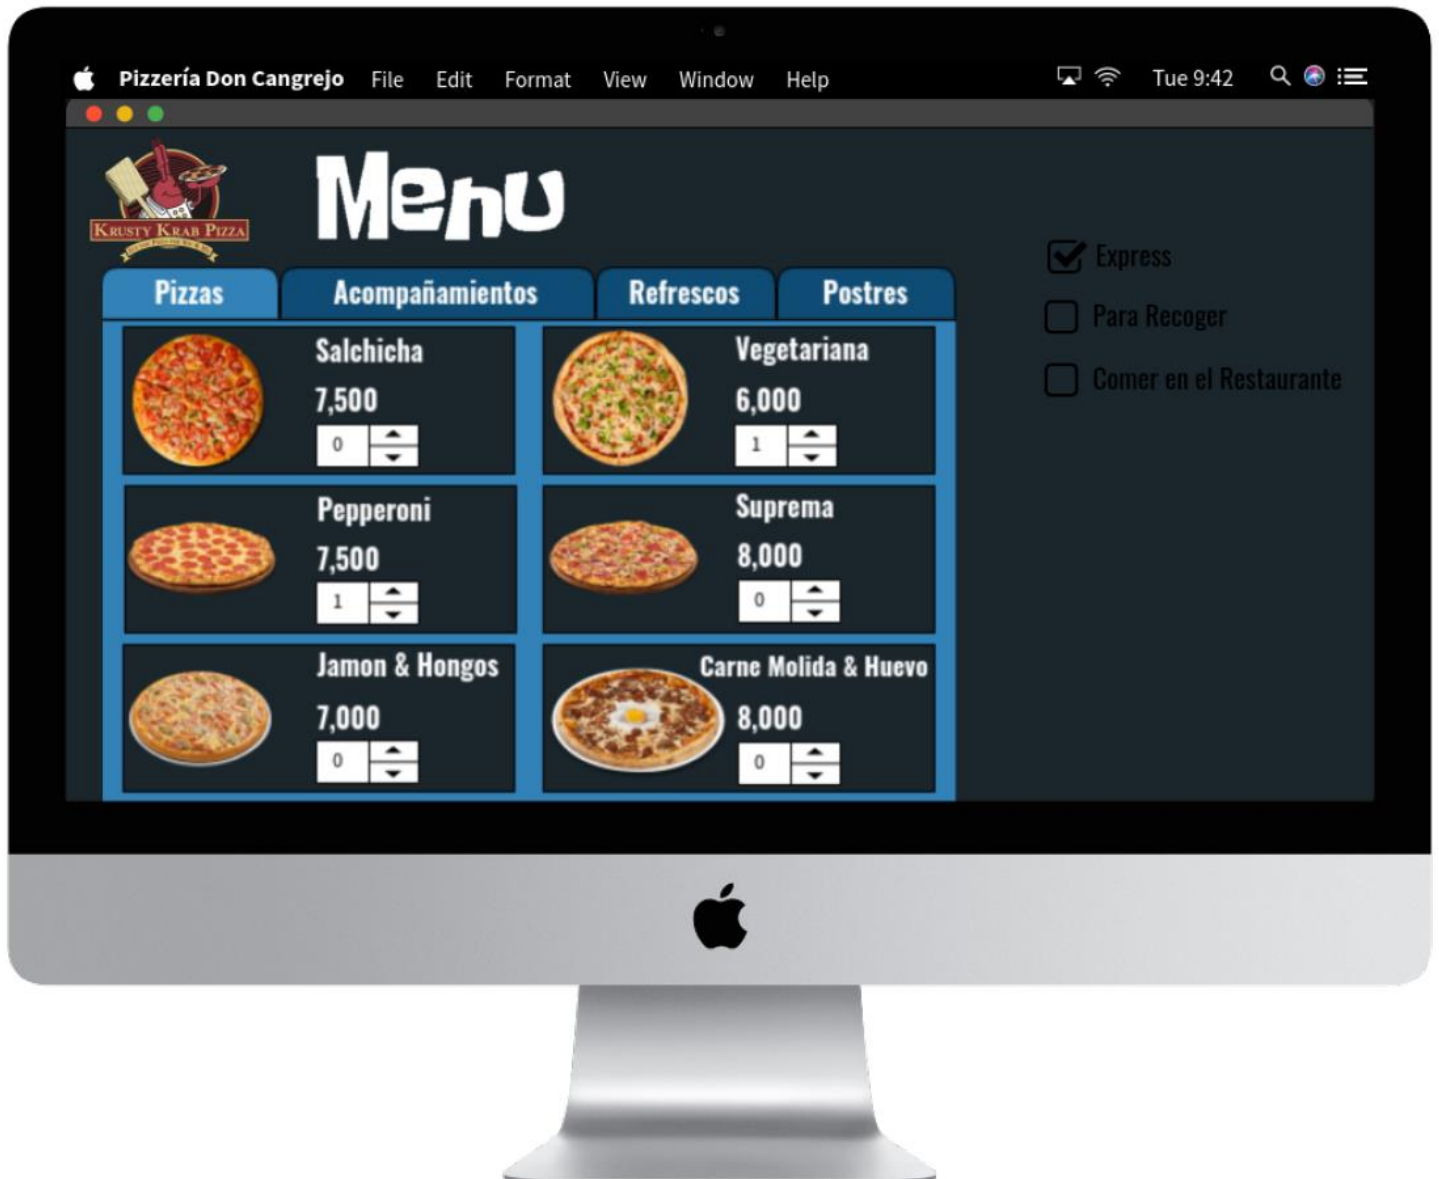 Pizzería Don Cangrejo File Edit Format View Window Help Tue 9:42
KRUSTY KRAB PIZZA
Menu
Pizzas Acompañamientos Refrescos Postres
Express
Para Recoger
Comer en el Restaurante
Salchicha
7,500
0
Vegetariana
6,000
1
Pepperoni
7,500
1
Suprema
8,000
0
Jamon & Hongos
7,000
0
Carne Molida & Huevo
8,000
0